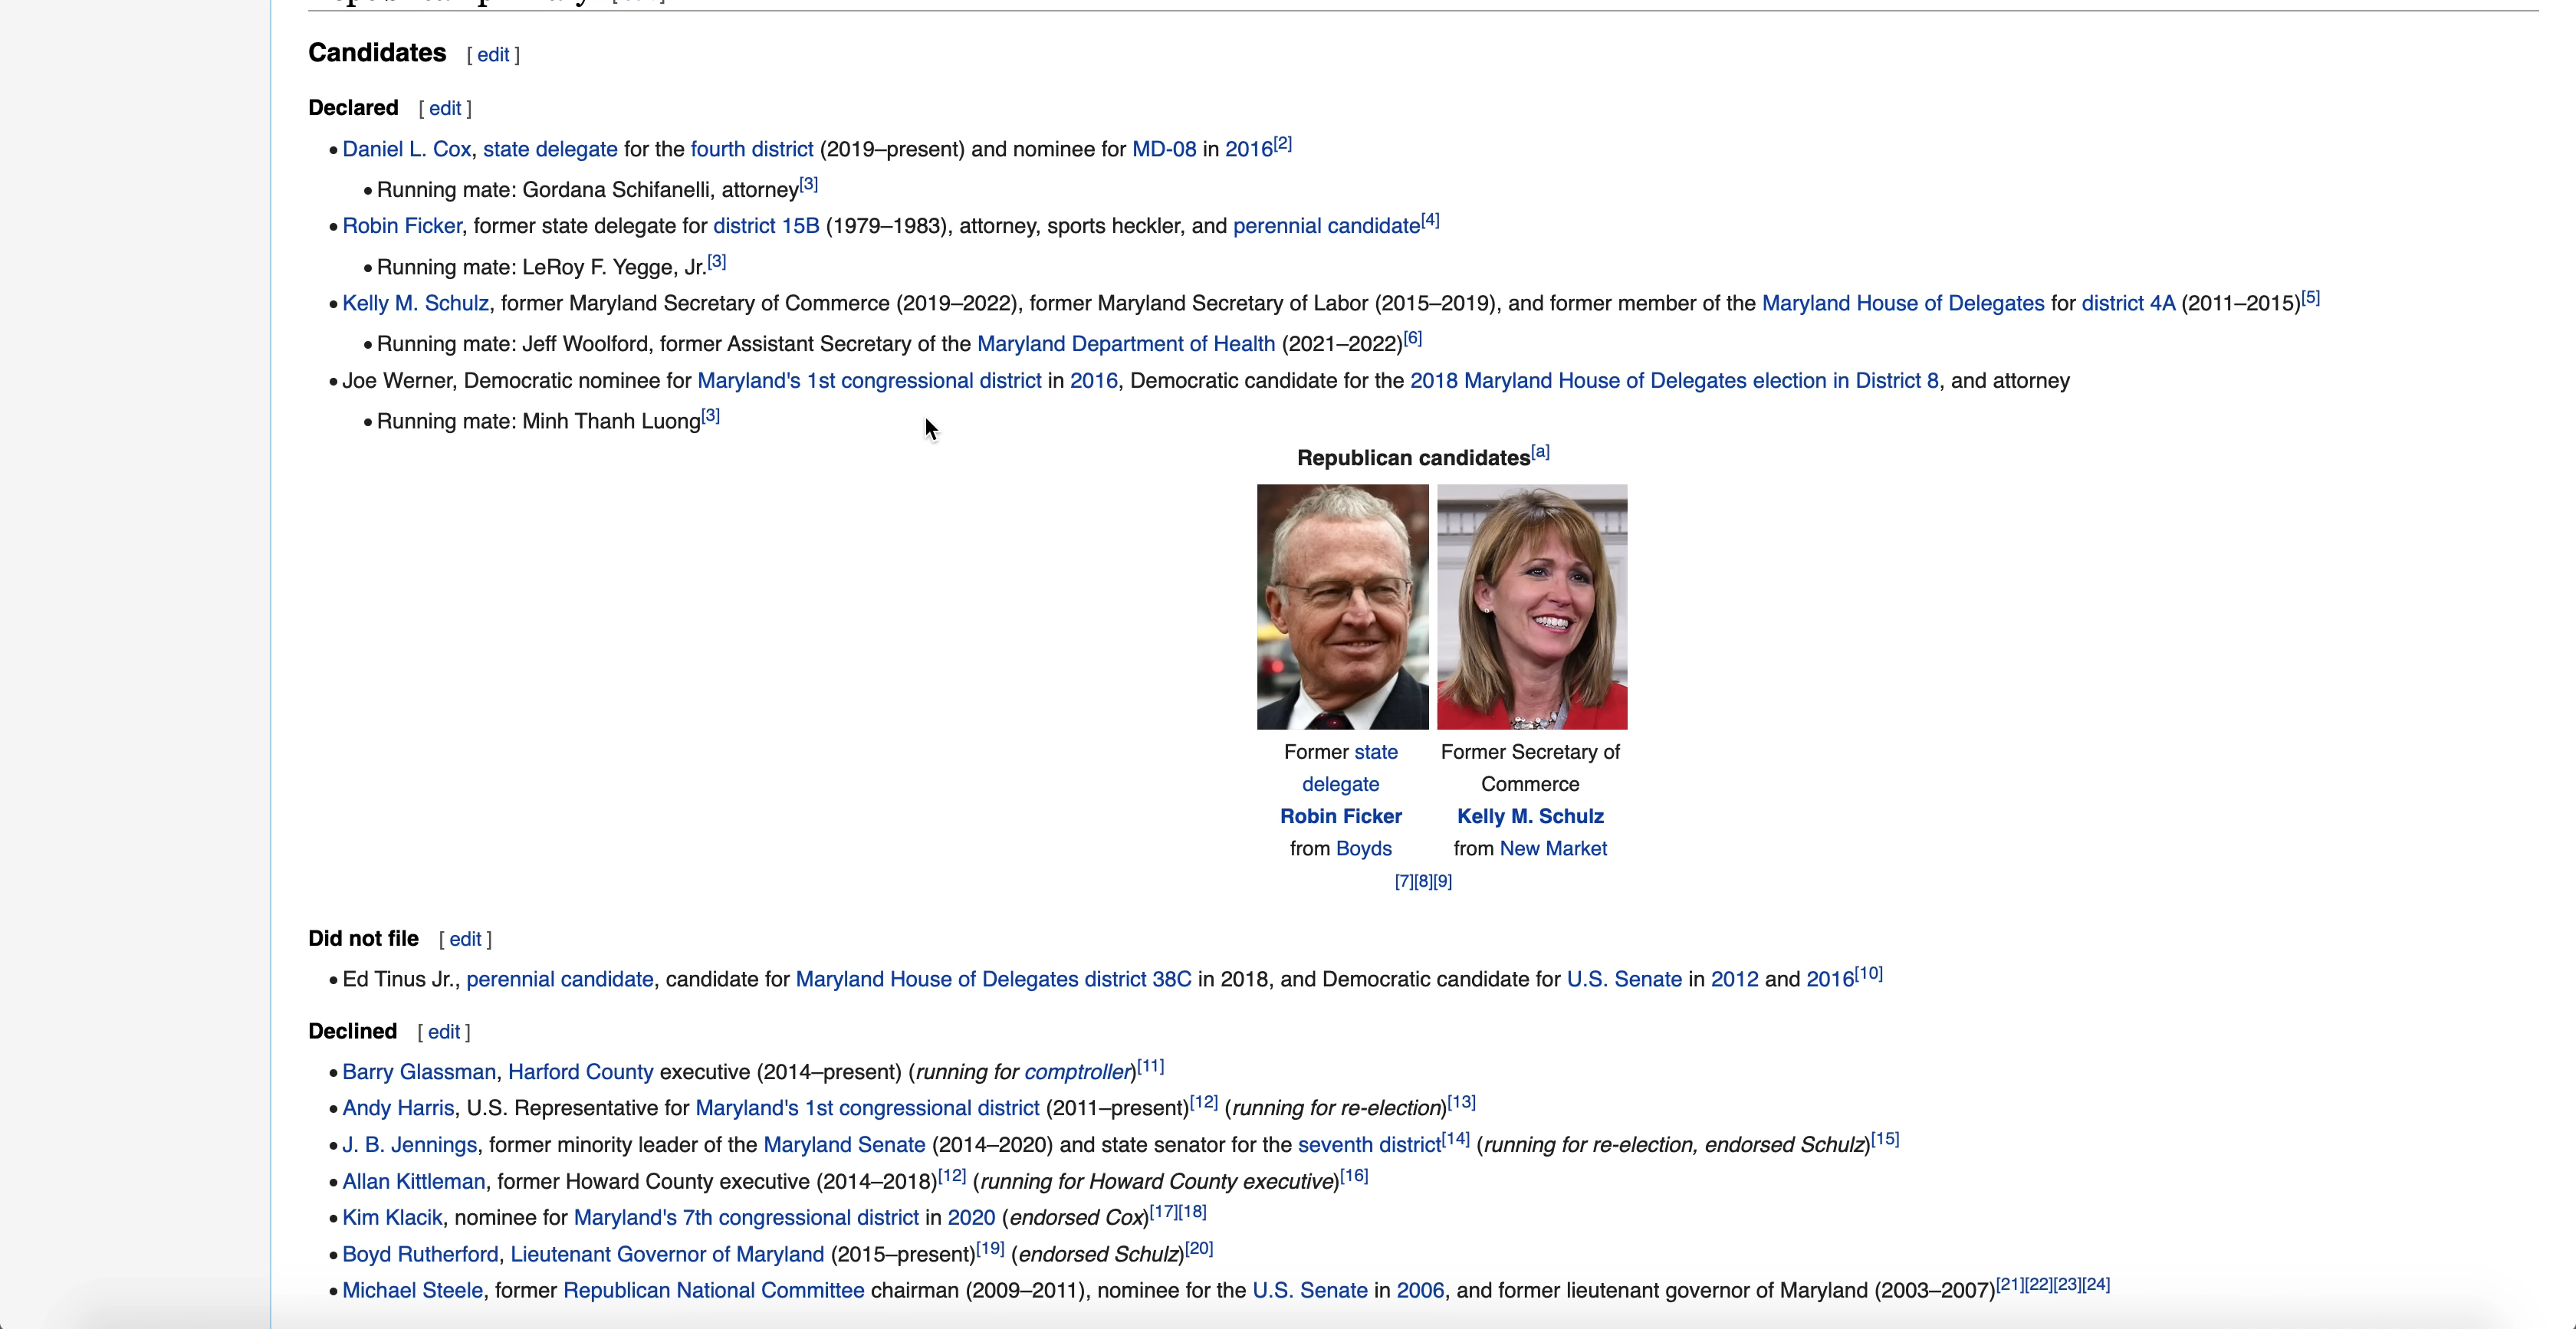 Candidates [ edit ]
Declared [ edit ]
• Daniel L. Cox, state delegate for the fourth district (2019–present) and nominee for MD-08 in 2016[2]
• Running mate: Gordana Schifanelli, attorney[3]
• Robin Ficker, former state delegate for district 15B (1979–1983), attorney, sports heckler, and perennial candidate[4]
• Running mate: LeRoy F. Yegge, Jr.[3]
• Kelly M. Schulz, former Maryland Secretary of Commerce (2019–2022), former Maryland Secretary of Labor (2015–2019), and former member of the Maryland House of Delegates for district 4A (2011–2015)[5]
• Running mate: Jeff Woolford, former Assistant Secretary of the Maryland Department of Health (2021–2022)[6]
• Joe Werner, Democratic nominee for Maryland's 1st congressional district in 2016, Democratic candidate for the 2018 Maryland House of Delegates election in District 8, and attorney
• Running mate: Minh Thanh Luong[3]
Republican candidates[a]
Former state
delegate
Robin Ficker
from Boyds
Former Secretary of
Commerce
Kelly M. Schulz
from New Market
[7][8][9]
Did not file [ edit ]
• Ed Tinus Jr., perennial candidate, candidate for Maryland House of Delegates district 38C in 2018, and Democratic candidate for U.S. Senate in 2012 and 2016[10]
Declined [ edit ]
• Barry Glassman, Harford County executive (2014–present) (running for comptroller)[11]
• Andy Harris, U.S. Representative for Maryland's 1st congressional district (2011–present)[12] (running for re-election)[13]
• J. B. Jennings, former minority leader of the Maryland Senate (2014–2020) and state senator for the seventh district[14] (running for re-election, endorsed Schulz)[15]
• Allan Kittleman, former Howard County executive (2014–2018)[12] (running for Howard County executive)[16]
• Kim Klacik, nominee for Maryland's 7th congressional district in 2020 (endorsed Cox)[17][18]
• Boyd Rutherford, Lieutenant Governor of Maryland (2015–present)[19] (endorsed Schulz)[20]
• Michael Steele, former Republican National Committee chairman (2009–2011), nominee for the U.S. Senate in 2006, and former lieutenant governor of Maryland (2003–2007)[21][22][23][24]